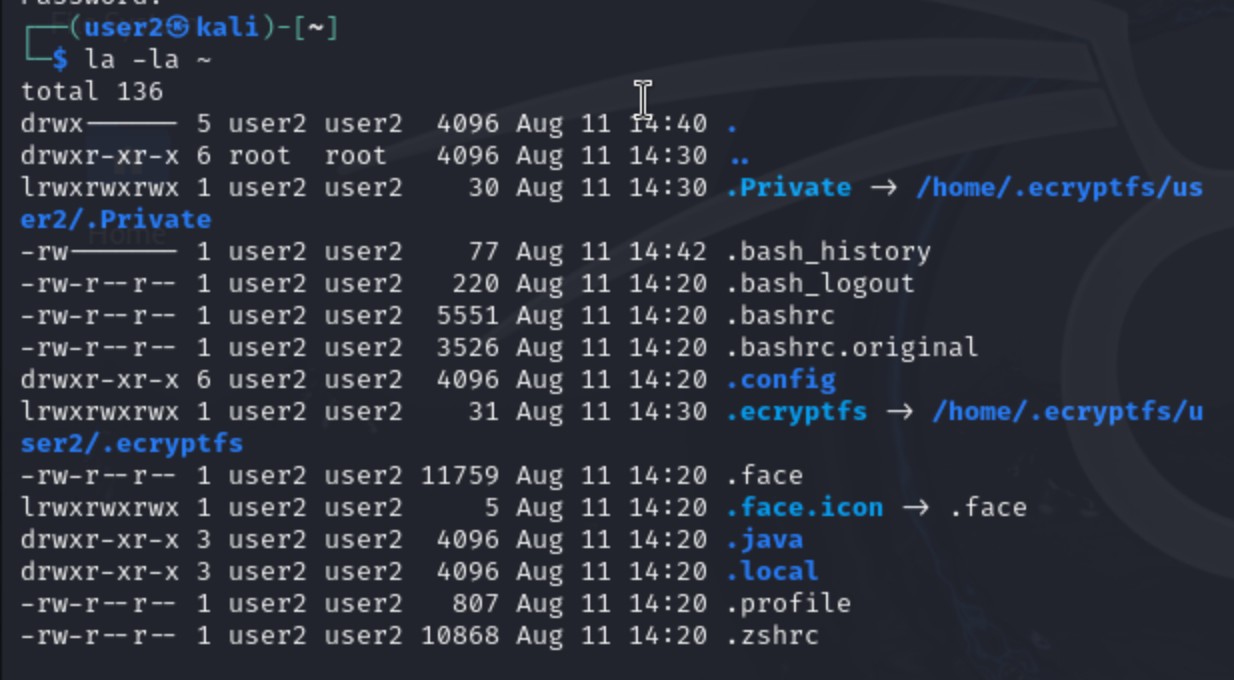 Password:
┌──(user2㉿kali)-[~]
└─$ la -la ~
total 136
drwx------ 5 user2 user2  4096 Aug 11 14:40 .
drwxr-xr-x 6 root  root   4096 Aug 11 14:30 ..
lrwxrwxrwx 1 user2 user2    30 Aug 11 14:30 .Private -> /home/.ecryptfs/us
er2/.Private
-rw------- 1 user2 user2    77 Aug 11 14:42 .bash_history
-rw-r--r-- 1 user2 user2   220 Aug 11 14:20 .bash_logout
-rw-r--r-- 1 user2 user2  5551 Aug 11 14:20 .bashrc
-rw-r--r-- 1 user2 user2  3526 Aug 11 14:20 .bashrc.original
drwxr-xr-x 6 user2 user2  4096 Aug 11 14:20 .config
lrwxrwxrwx 1 user2 user2    31 Aug 11 14:30 .ecryptfs -> /home/.ecryptfs/u
ser2/.ecryptfs
-rw-r--r-- 1 user2 user2 11759 Aug 11 14:20 .face
lrwxrwxrwx 1 user2 user2     5 Aug 11 14:20 .face.icon -> .face
drwxr-xr-x 3 user2 user2  4096 Aug 11 14:20 .java
drwxr-xr-x 3 user2 user2  4096 Aug 11 14:20 .local
-rw-r--r-- 1 user2 user2   807 Aug 11 14:20 .profile
-rw-r--r-- 1 user2 user2 10868 Aug 11 14:20 .zshrc
Home